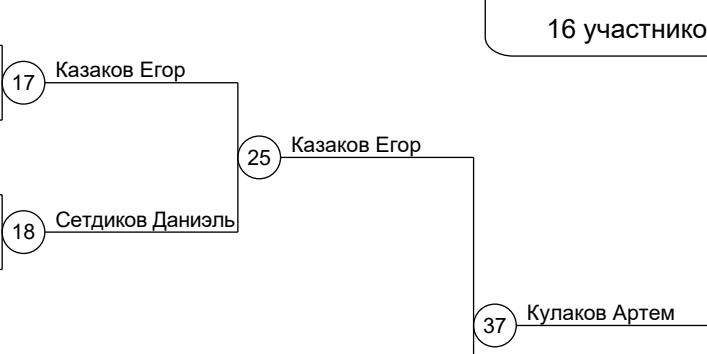 16 участнико
17 Казаков Егор
25 Казаков Егор
18 Сетдиков Даниэль
37 Кулаков Артем